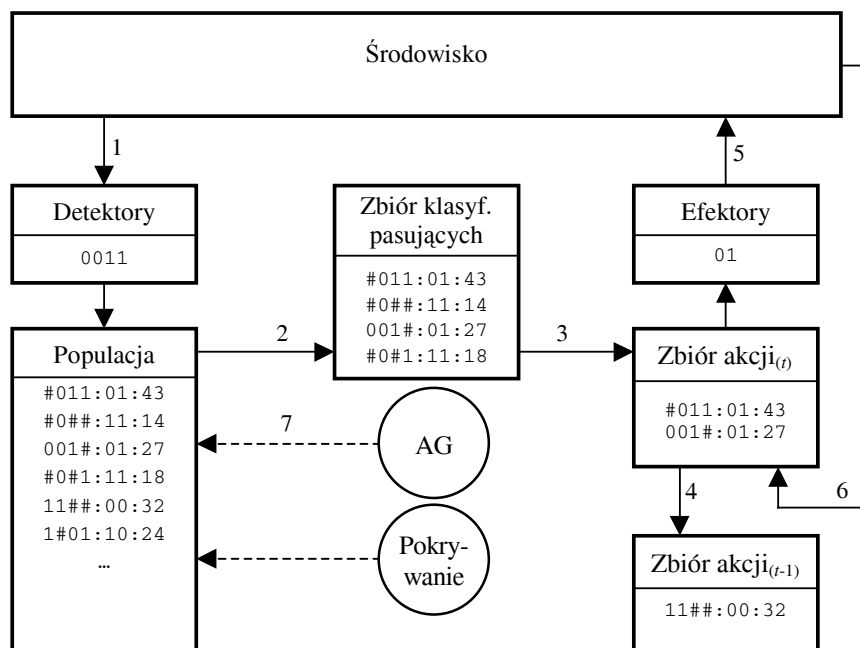 Środowisko
1
5
Detektory
0011
Zbiór klasyf.
pasujących
#011:01:43
#0##:11:14
001#:01:27
#0#1:11:18
Efektory
01
2
3
Populacja
#011:01:43
#0##:11:14
001#:01:27
#0#1:11:18
11##:00:32
1#01:10:24
…
Zbiór akcji(t)
#011:01:43
001#:01:27
7
AG
4
6
Pokry-
wanie
Zbiór akcji(t-1)
11##:00:32